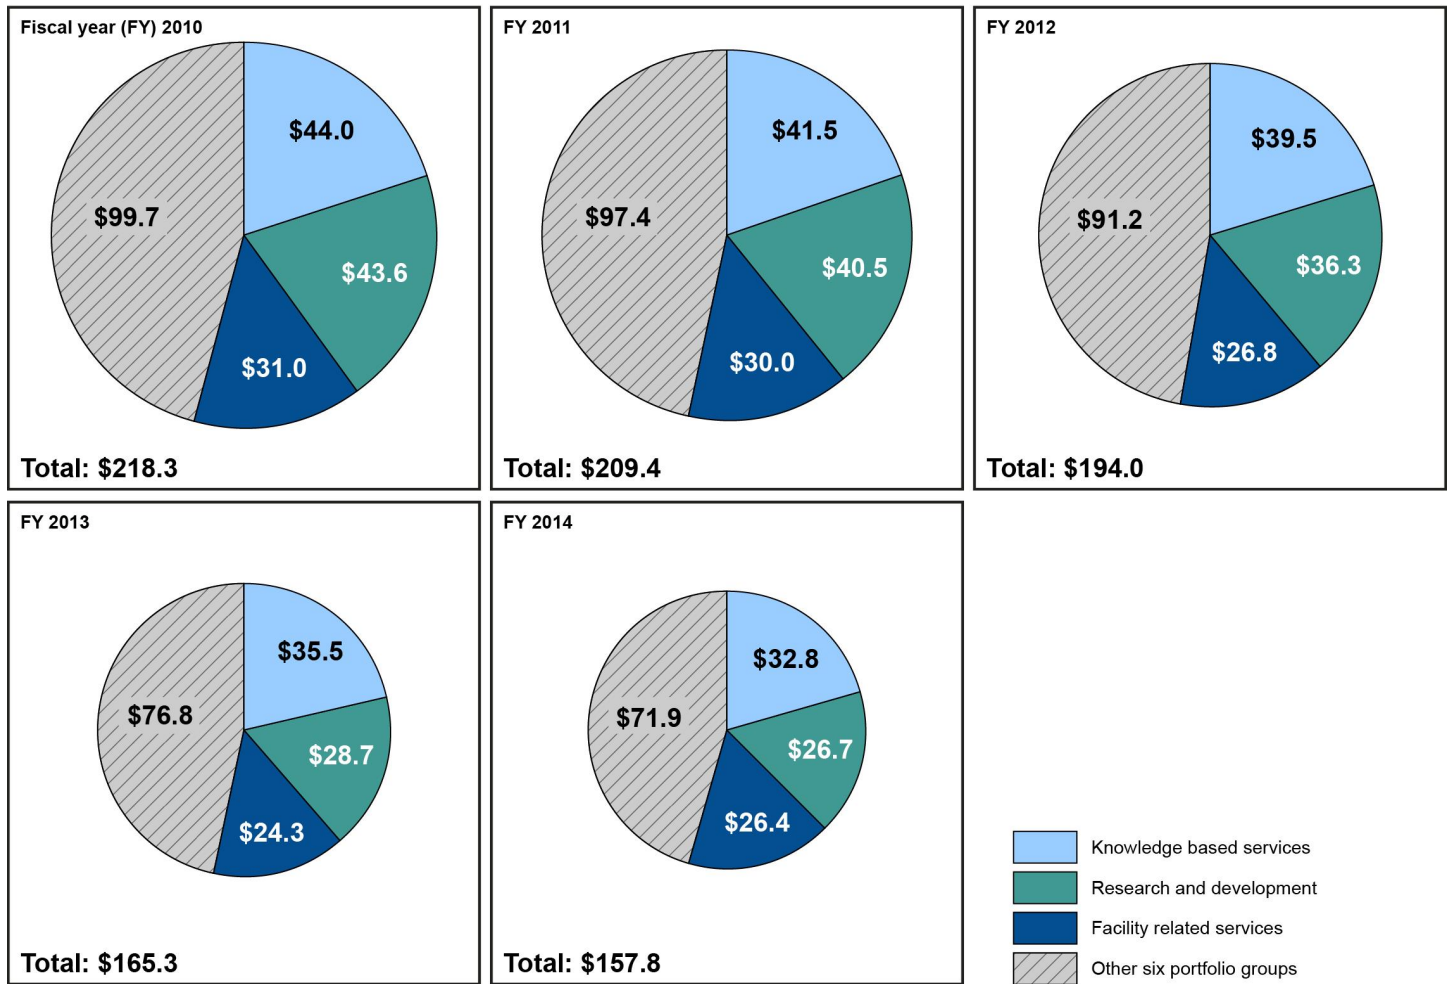 Fiscal year (FY) 2010
$44.0
$99.7
$43.6
$31.0
Total: $218.3
FY 2011
$41.5
$97.4
$40.5
$30.0
Total: $209.4
FY 2012
$39.5
$91.2
$36.3
$26.8
Total: $194.0
FY 2013
$35.5
$76.8
$28.7
$24.3
Total: $165.3
FY 2014
$32.8
$71.9
$26.7
$26.4
Total: $157.8
Knowledge based services
Research and development
Facility related services
Other six portfolio groups